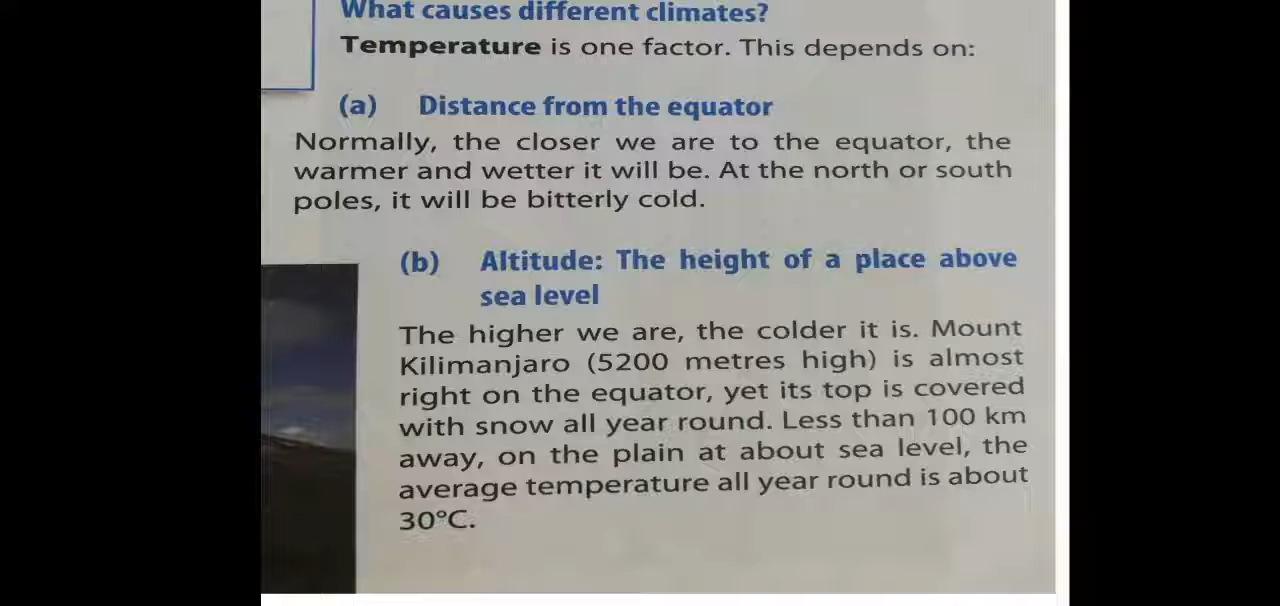 What causes different climates?
Temperature is one factor. This depends on:
(a) Distance from the equator
Normally, the closer we are to the equator, the
warmer and wetter it will be. At the north or south
poles, it will be bitterly cold.
(b) Altitude: The height of a place above
sea level
The higher we are, the colder it is. Mount
Kilimanjaro (5200 metres high) is almost
right on the equator, yet its top is covered
with snow all year round. Less than 100 km
away, on the plain at about sea level, the
average temperature all year round is about
30°C.